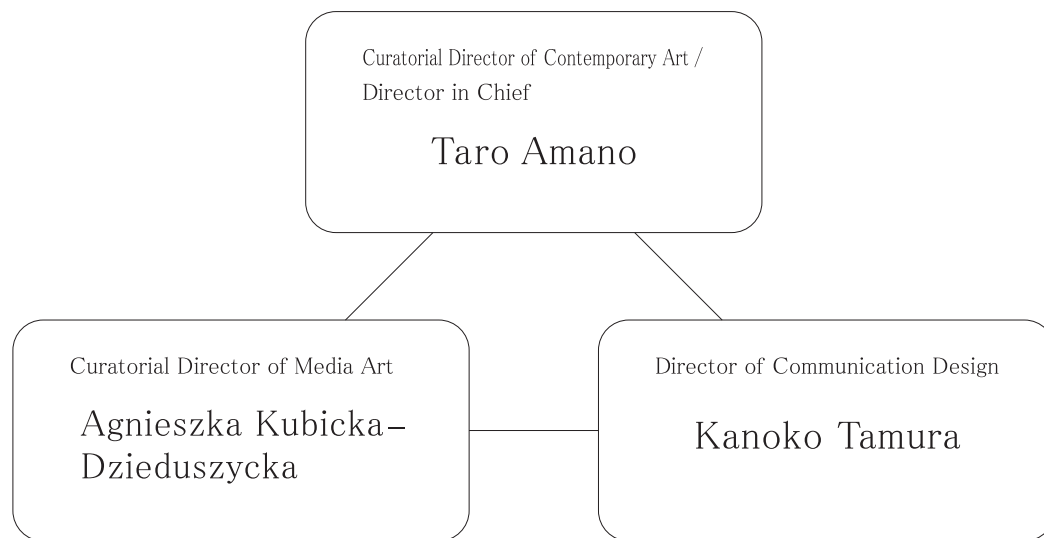 Curatorial Director of Contemporary Art /
Director in Chief
Taro Amano
Curatorial Director of Media Art
Agnieszka Kubicka–
Dzieduszycka
Director of Communication Design
Kanoko Tamura